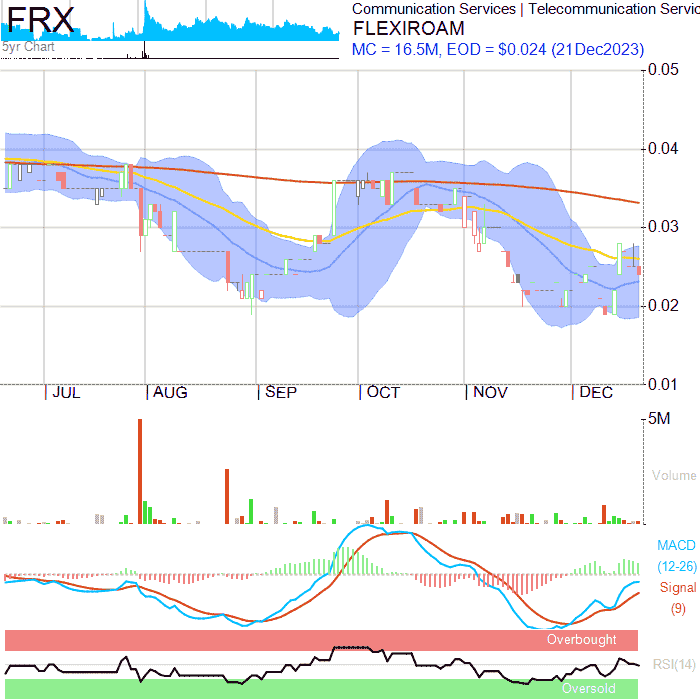 FRX
Communication Services | Telecommunication Servic
FLEXIROAM
5yr Chart
MC = 16.5M, EOD = $0.024 (21Dec2023)
0.05
0.04
0.03
0.02
0.01
JUL AUG SEP OCT NOV DEC
5M
Volume
MACD
(12-26)
Signal
(9)
Overbought
RSI(14)
Oversold